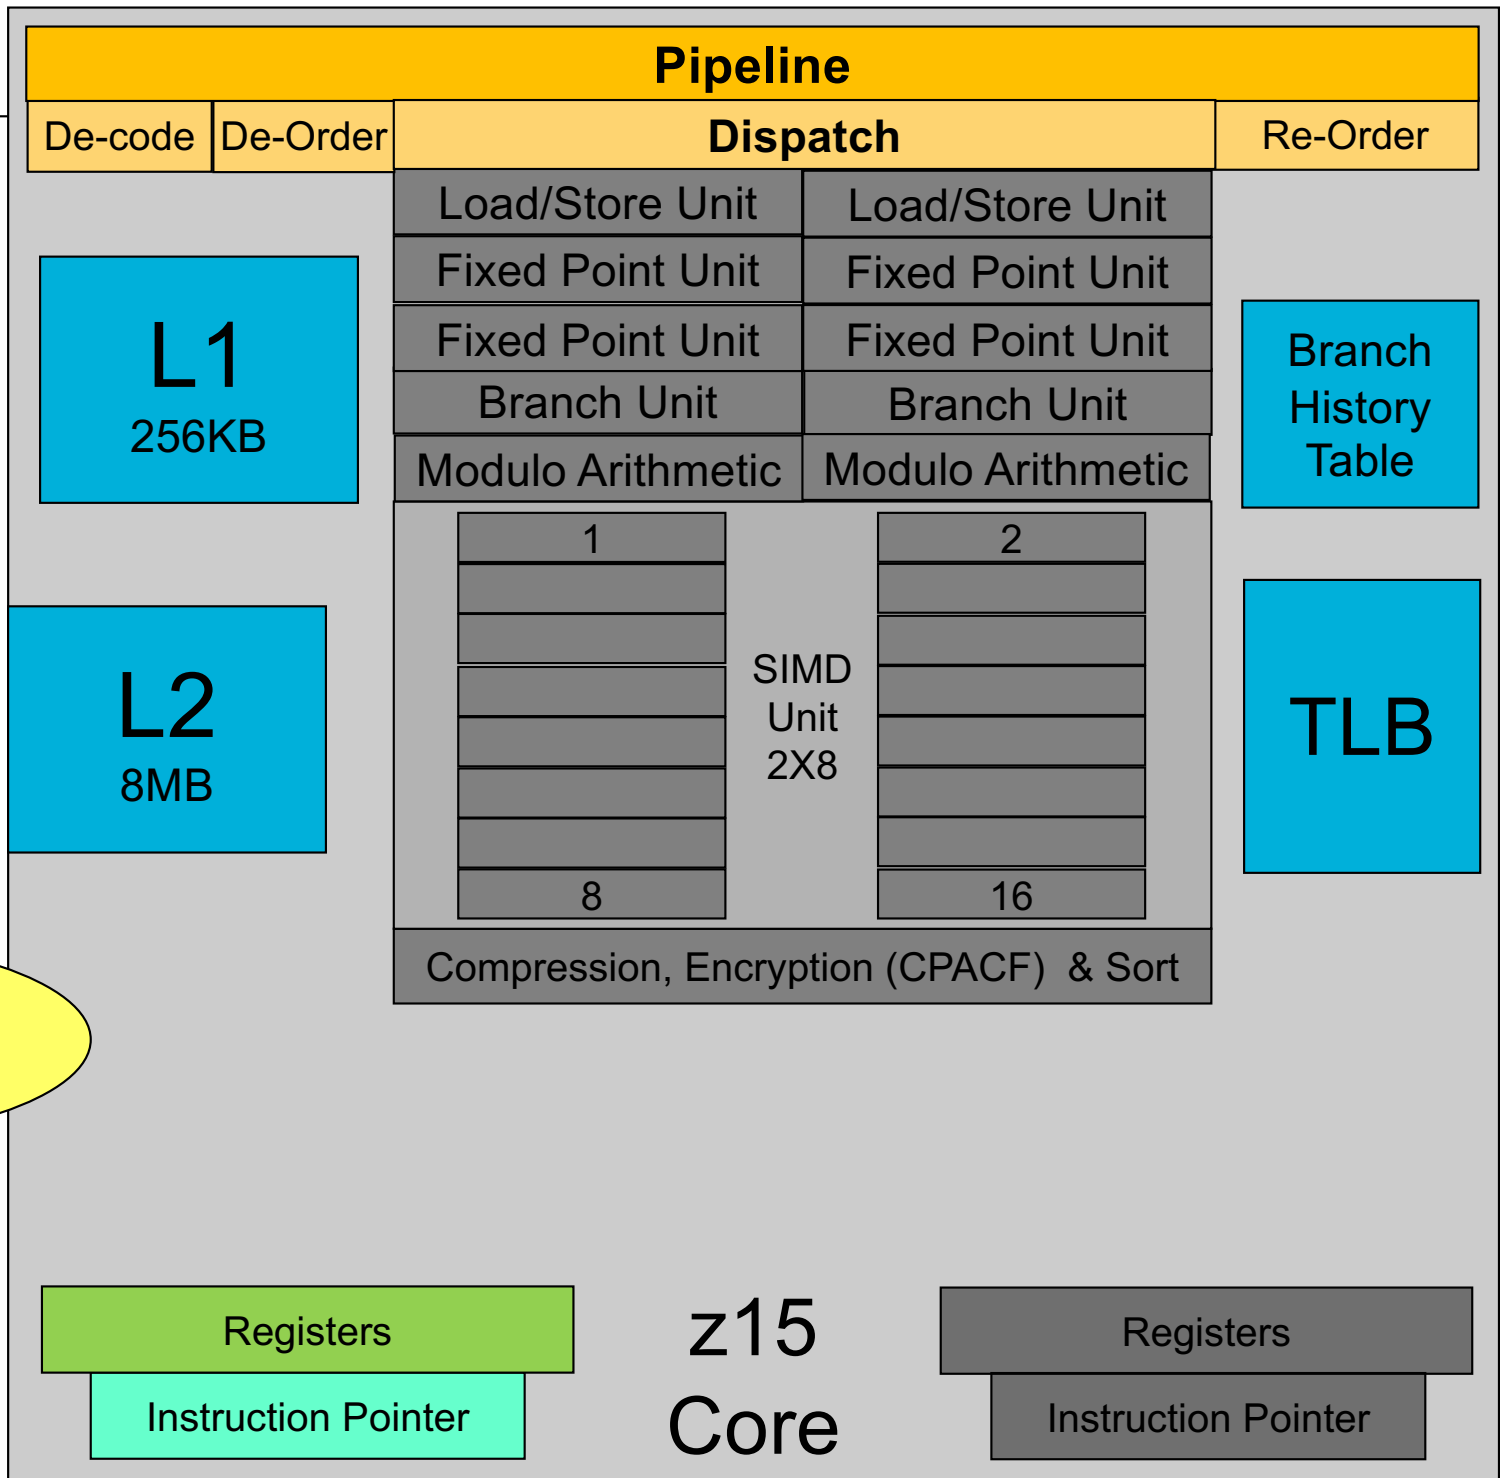 Pipeline
De-code
De-Order
Dispatch
Re-Order
Load/Store Unit
Load/Store Unit
Fixed Point Unit
Fixed Point Unit
Fixed Point Unit
Fixed Point Unit
Branch Unit
Branch Unit
Modulo Arithmetic
Modulo Arithmetic
L1
256KB
Branch
History
Table
1
2
SIMD
Unit
2X8
L2
8MB
TLB
8
16
Compression, Encryption (CPACF) & Sort
Registers
Instruction Pointer
z15
Core
Registers
Instruction Pointer